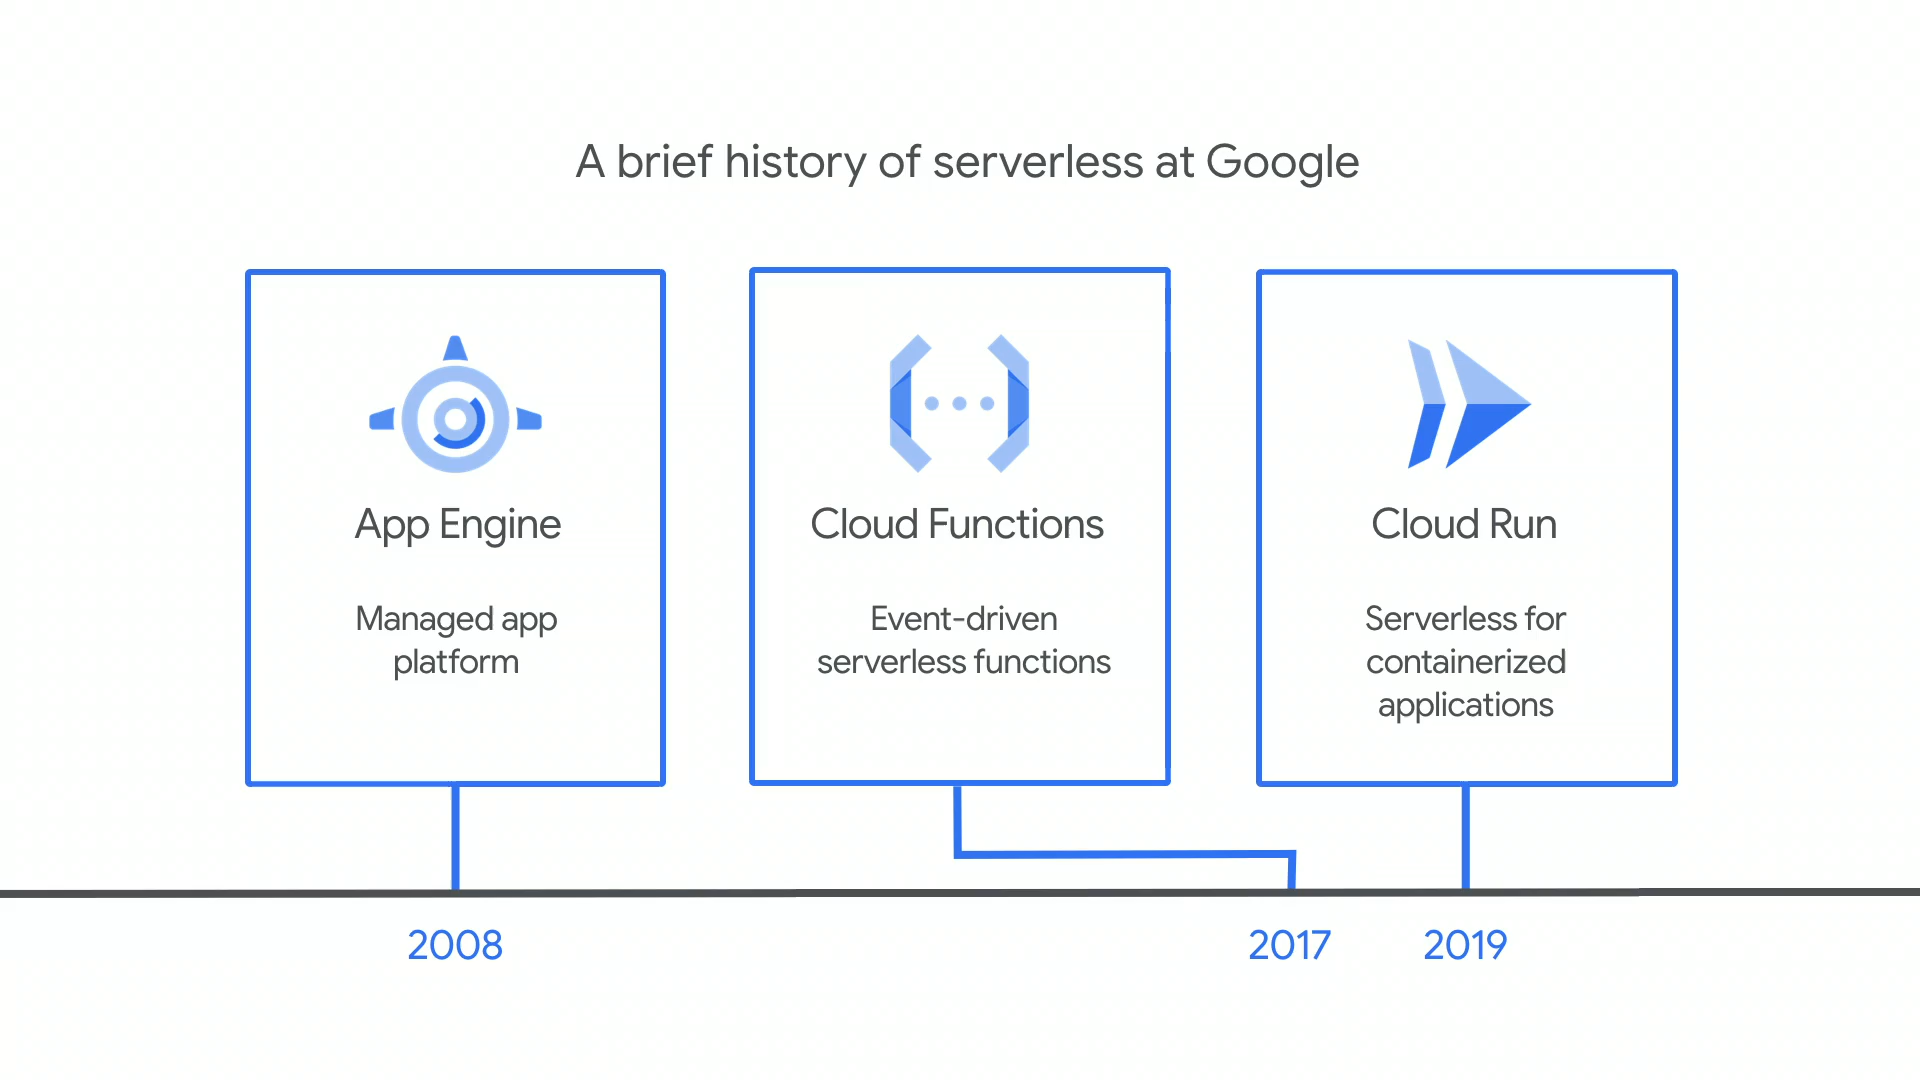 A brief history of serverless at Google
App Engine
Managed app
platform
Cloud Functions
Event-driven
serverless functions
Cloud Run
Serverless for
containerized
applications
2008
2017
2019